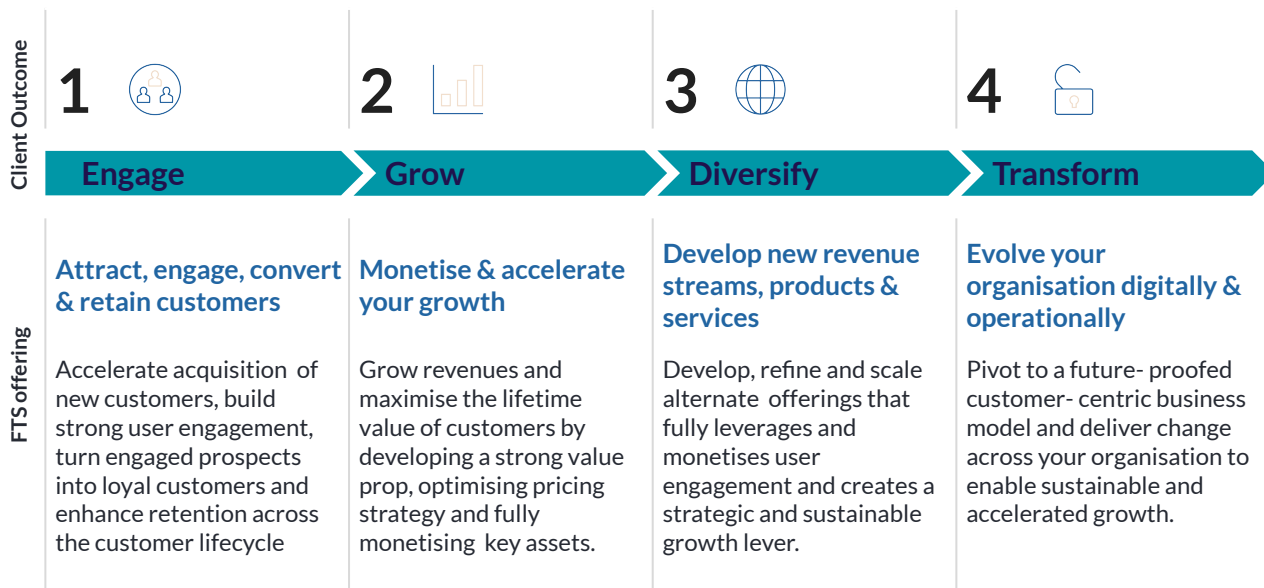 Client Outcome
1
2
3
4
Engage
Grow
Diversify
Transform
FTS offering
Attract, engage, convert
& retain customers
Accelerate acquisition of
new customers, build
strong user engagement,
turn engaged prospects
into loyal customers and
enhance retention across
the customer lifecycle
Monetise & accelerate
your growth
Grow revenues and
maximise the lifetime
value of customers by
developing a strong value
prop, optimising pricing
strategy and fully
monetising key assets.
Develop new revenue
streams, products &
services
Develop, refine and scale
alternate offerings that
fully leverages and
monetises user
engagement and creates a
strategic and sustainable
growth lever.
Evolve your
organisation digitally &
operationally
Pivot to a future- proofed
customer- centric business
model and deliver change
across your organisation to
enable sustainable and
accelerated growth.